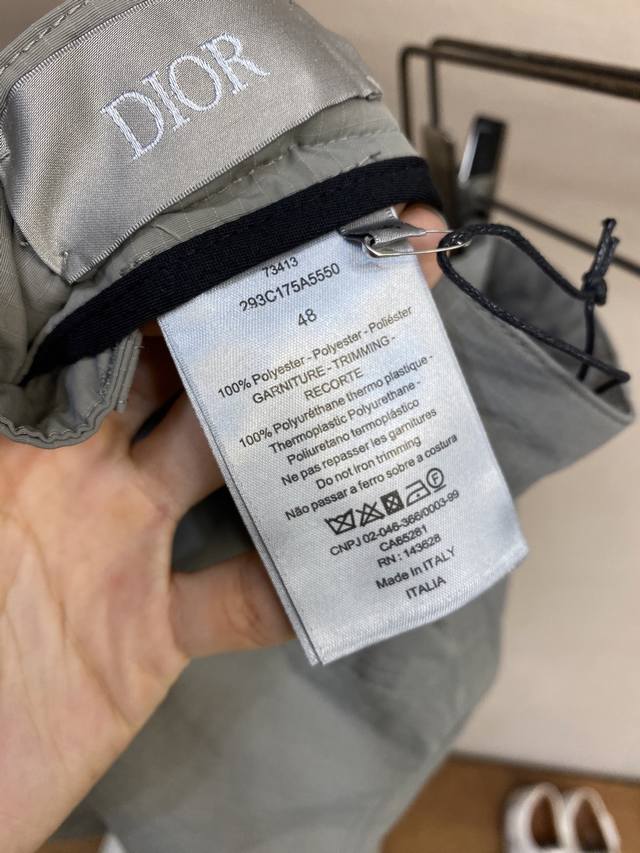 DIOR
73413
293C175A5550
48
100% Polyester - Polyester - Poliéster
GARNITURE - TRIMMING -
RECORTE
100% Polyuréthane thermo plastique -
Thermoplastic Polyurethane -
Poliuretano termoplástico
Ne pas repasser les garnitures
Do not iron trimming
Não passar a ferro sobre a costura
CNPJ 02-046-366/0003-99
CA65281
RN : 143628
Made In ITALY
ITALIA